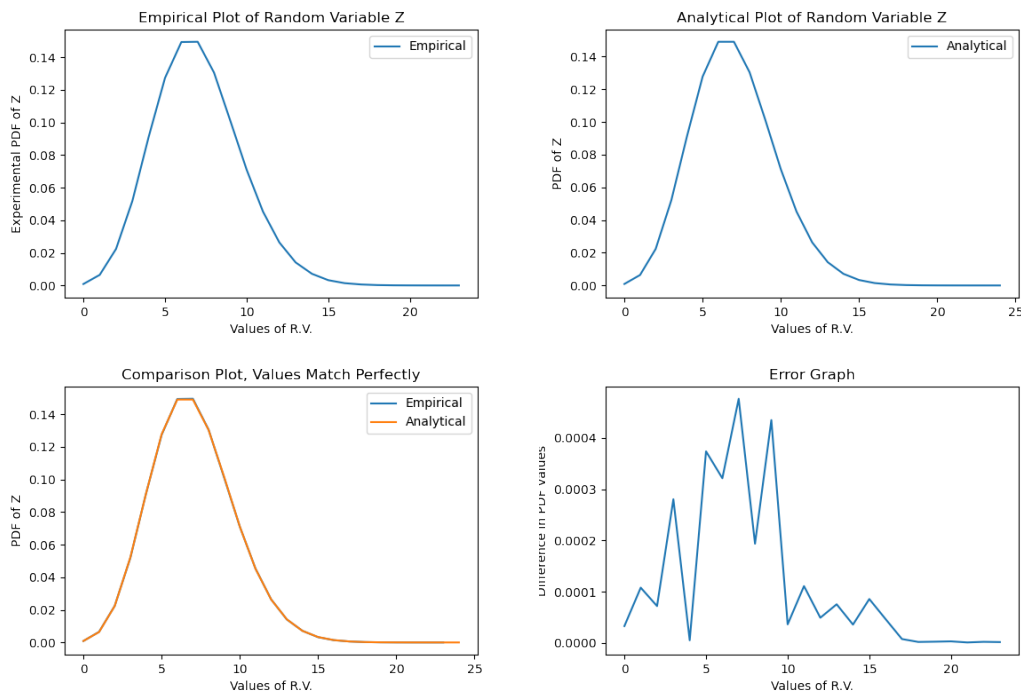 Empirical Plot of Random Variable Z
Experimental PDF of Z
0.14
0.12
0.10
0.08
0.06
0.04
0.02
0.00
Empirical
0 5 10 15 20
Values of R.V.
Analytical Plot of Random Variable Z
PDF of Z
0.14
0.12
0.10
0.08
0.06
0.04
0.02
0.00
Analytical
0 5 10 15 20 25
Values of R.V.
Comparison Plot, Values Match Perfectly
PDF of Z
0.14
0.12
0.10
0.08
0.06
0.04
0.02
0.00
Empirical
Analytical
0 5 10 15 20 25
Values of R.V.
Error Graph
Difference in PDF values
0.0004
0.0003
0.0002
0.0001
0.0000
0 5 10 15 20
Values of R.V.